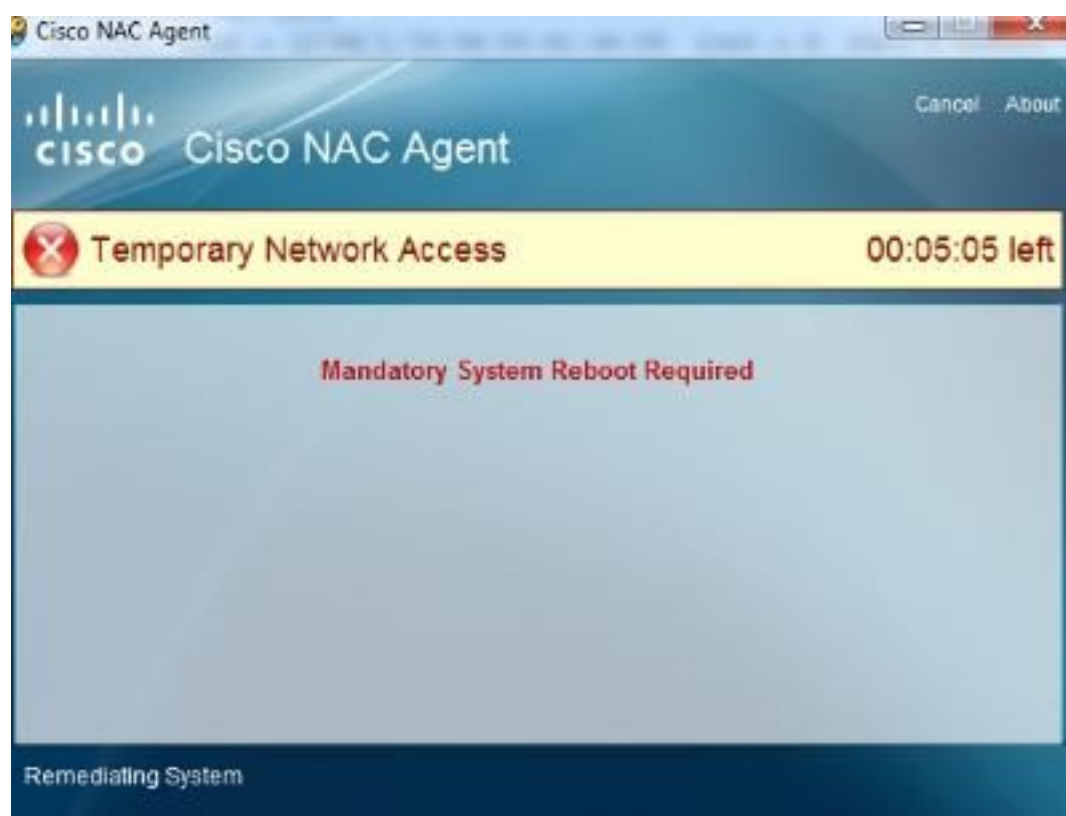 Cisco NAC Agent
Cancel About
CISCO Cisco NAC Agent
Temporary Network Access 00:05:05 left
Mandatory System Reboot Required
Remediating System